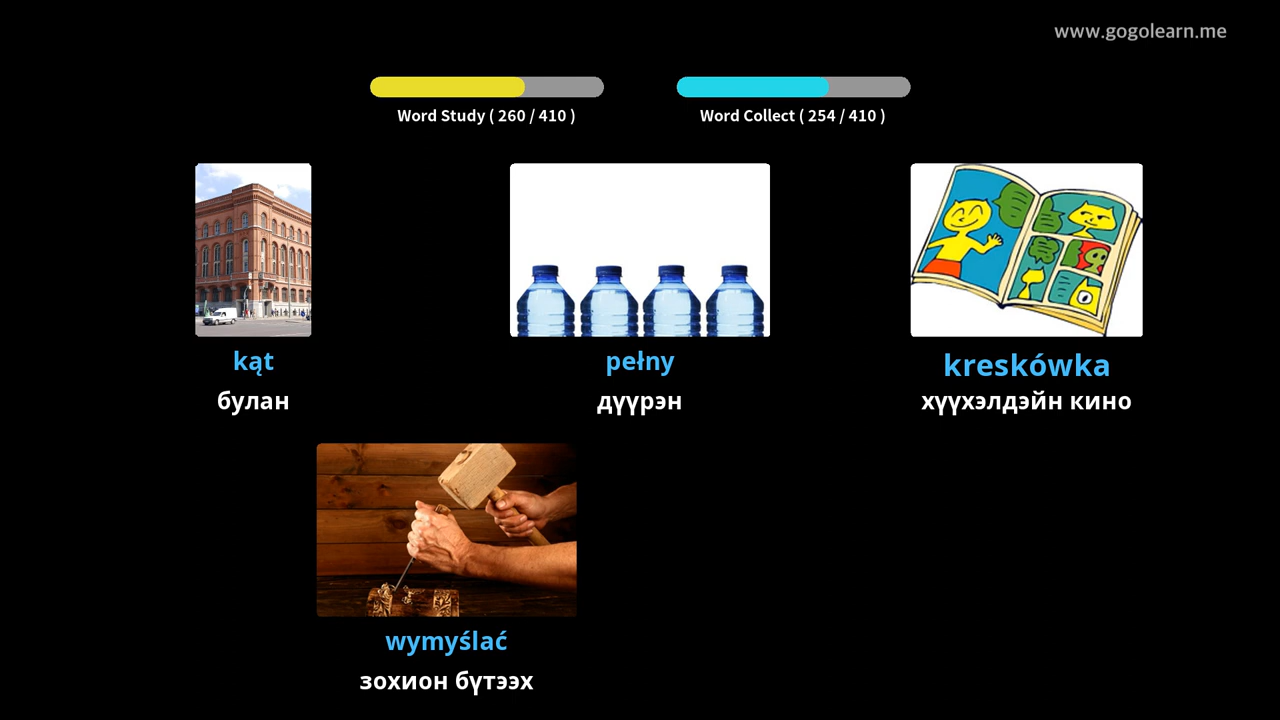 www.gogolearn.me
Word Study ( 260 / 410 )
Word Collect ( 254 / 410 )
kąt
булан
pełny
дүүрэн
kreskówka
хүүхэлдэйн кино
wymyślać
зохион бүтээх